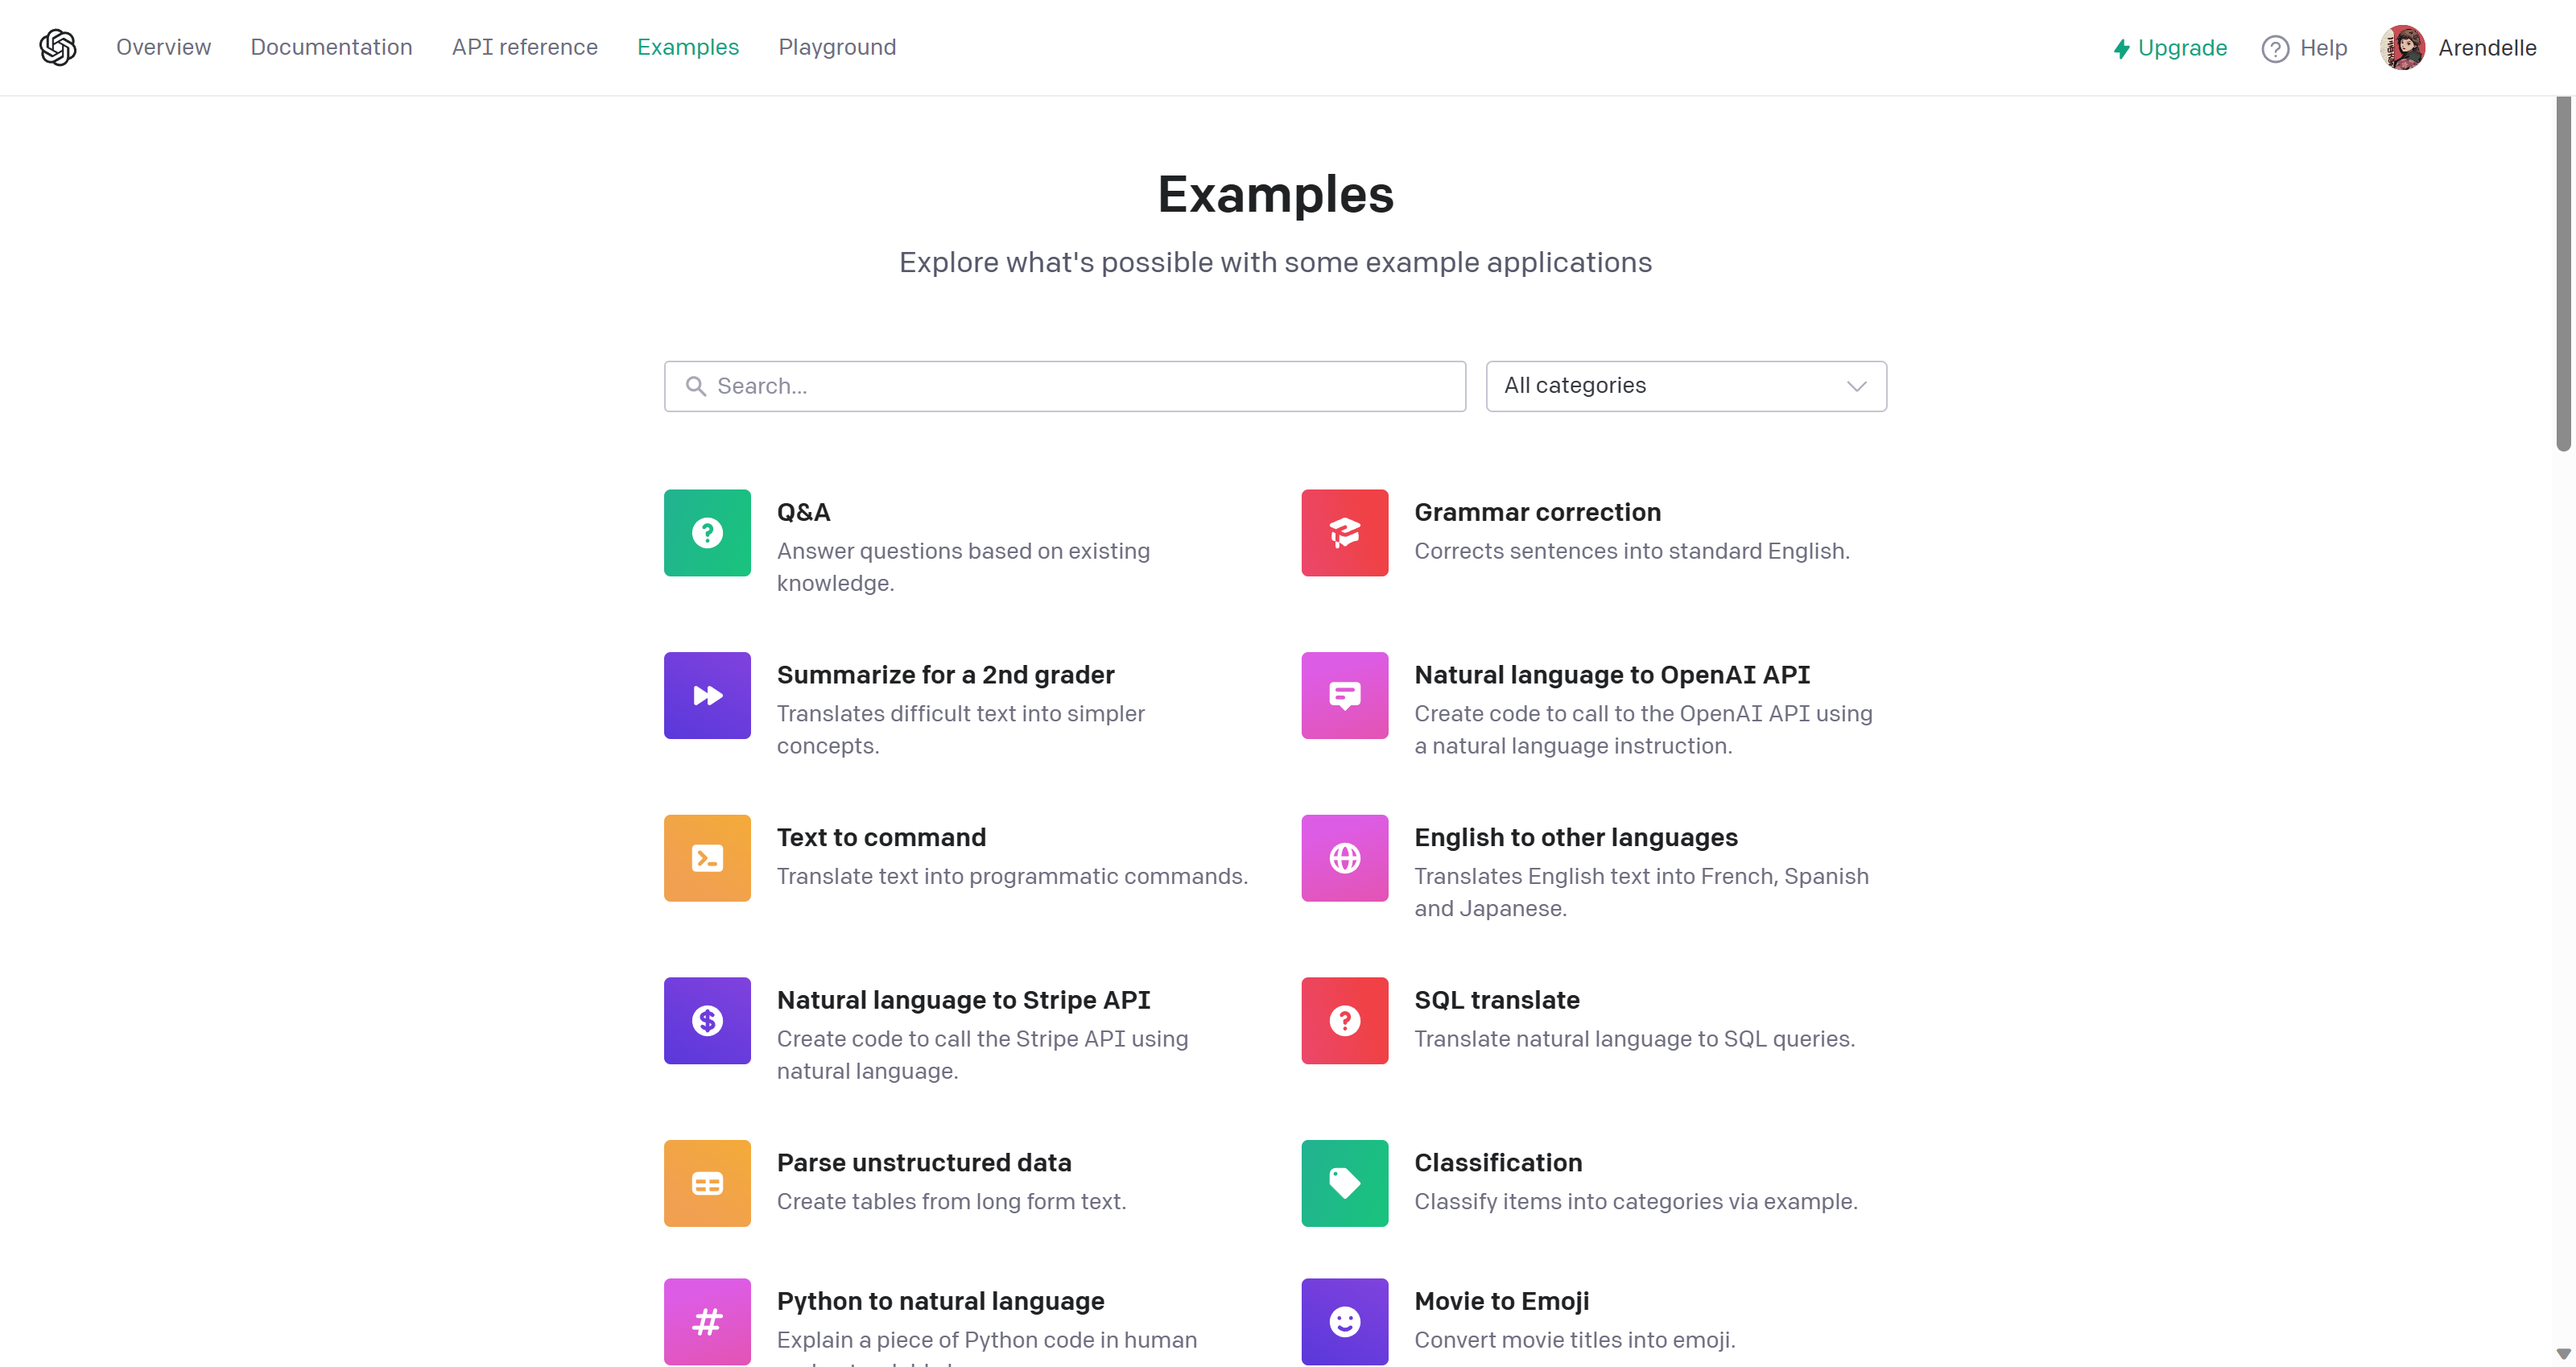 Overview
Documentation
API reference
Examples
Playground
Upgrade
Help
Arendelle
Examples
Explore what's possible with some example applications
Search...
All categories
Q&A
Answer questions based on existing
knowledge.
Grammar correction
Corrects sentences into standard English.
Summarize for a 2nd grader
Translates difficult text into simpler
concepts.
Natural language to OpenAI API
Create code to call to the OpenAI API using
a natural language instruction.
Text to command
Translate text into programmatic commands.
English to other languages
Translates English text into French, Spanish
and Japanese.
Natural language to Stripe API
Create code to call the Stripe API using
natural language.
SQL translate
Translate natural language to SQL queries.
Parse unstructured data
Create tables from long form text.
Classification
Classify items into categories via example.
Python to natural language
Explain a piece of Python code in human
Movie to Emoji
Convert movie titles into emoji.